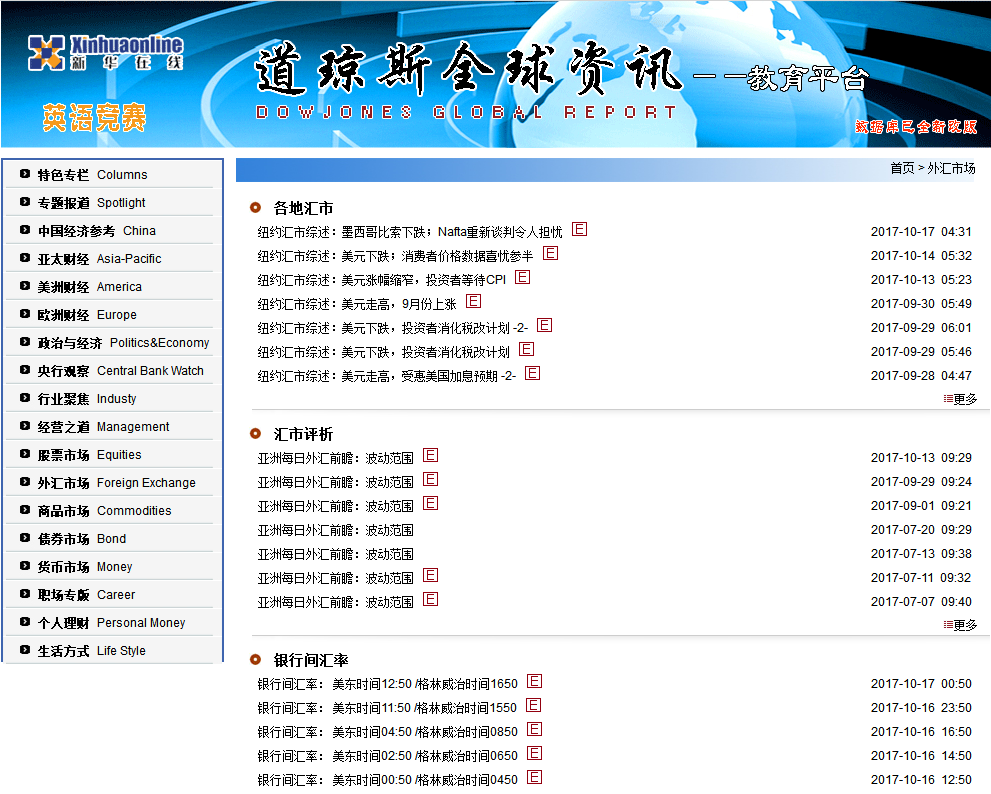 Xinhuaonline
新华在线
英语竞赛
道琼斯全球资讯——教育平台
DOWJONES GLOBAL REPORT
数据库已全新改版
特色专栏 Columns
专题报道 Spotlight
中国经济参考 China
亚太财经 Asia-Pacific
美洲财经 America
欧洲财经 Europe
政治与经济 Politics&Economy
央行观察 Central Bank Watch
行业聚焦 Industy
经营之道 Management
股票市场 Equities
外汇市场 Foreign Exchange
商品市场 Commodities
债券市场 Bond
货币市场 Money
职场专版 Career
个人理财 Personal Money
生活方式 Life Style
首页 > 外汇市场
各地汇市
纽约汇市综述：墨西哥比索下跌；Nafta重新谈判令人担忧 E 2017-10-17 04:31
纽约汇市综述：美元下跌；消费者价格数据喜忧参半 E 2017-10-14 05:32
纽约汇市综述：美元涨幅缩窄，投资者等待CPI E 2017-10-13 05:23
纽约汇市综述：美元走高，9月份上涨 E 2017-09-30 05:49
纽约汇市综述：美元下跌，投资者消化税改计划 -2- E 2017-09-29 06:01
纽约汇市综述：美元下跌，投资者消化税改计划 E 2017-09-29 05:46
纽约汇市综述：美元走高，受惠美国加息预期 -2- E 2017-09-28 04:47
更多
汇市评析
亚洲每日外汇前瞻：波动范围 E 2017-10-13 09:29
亚洲每日外汇前瞻：波动范围 E 2017-09-29 09:24
亚洲每日外汇前瞻：波动范围 E 2017-09-01 09:21
亚洲每日外汇前瞻：波动范围 2017-07-20 09:29
亚洲每日外汇前瞻：波动范围 2017-07-13 09:38
亚洲每日外汇前瞻：波动范围 E 2017-07-11 09:32
亚洲每日外汇前瞻：波动范围 E 2017-07-07 09:40
更多
银行间汇率
银行间汇率： 美东时间12:50 /格林威治时间1650 E 2017-10-17 00:50
银行间汇率： 美东时间11:50 /格林威治时间1550 E 2017-10-16 23:50
银行间汇率： 美东时间04:50 /格林威治时间0850 E 2017-10-16 16:50
银行间汇率： 美东时间02:50 /格林威治时间0650 E 2017-10-16 14:50
银行间汇率： 美东时间00:50 /格林威治时间0450 E 2017-10-16 12:50